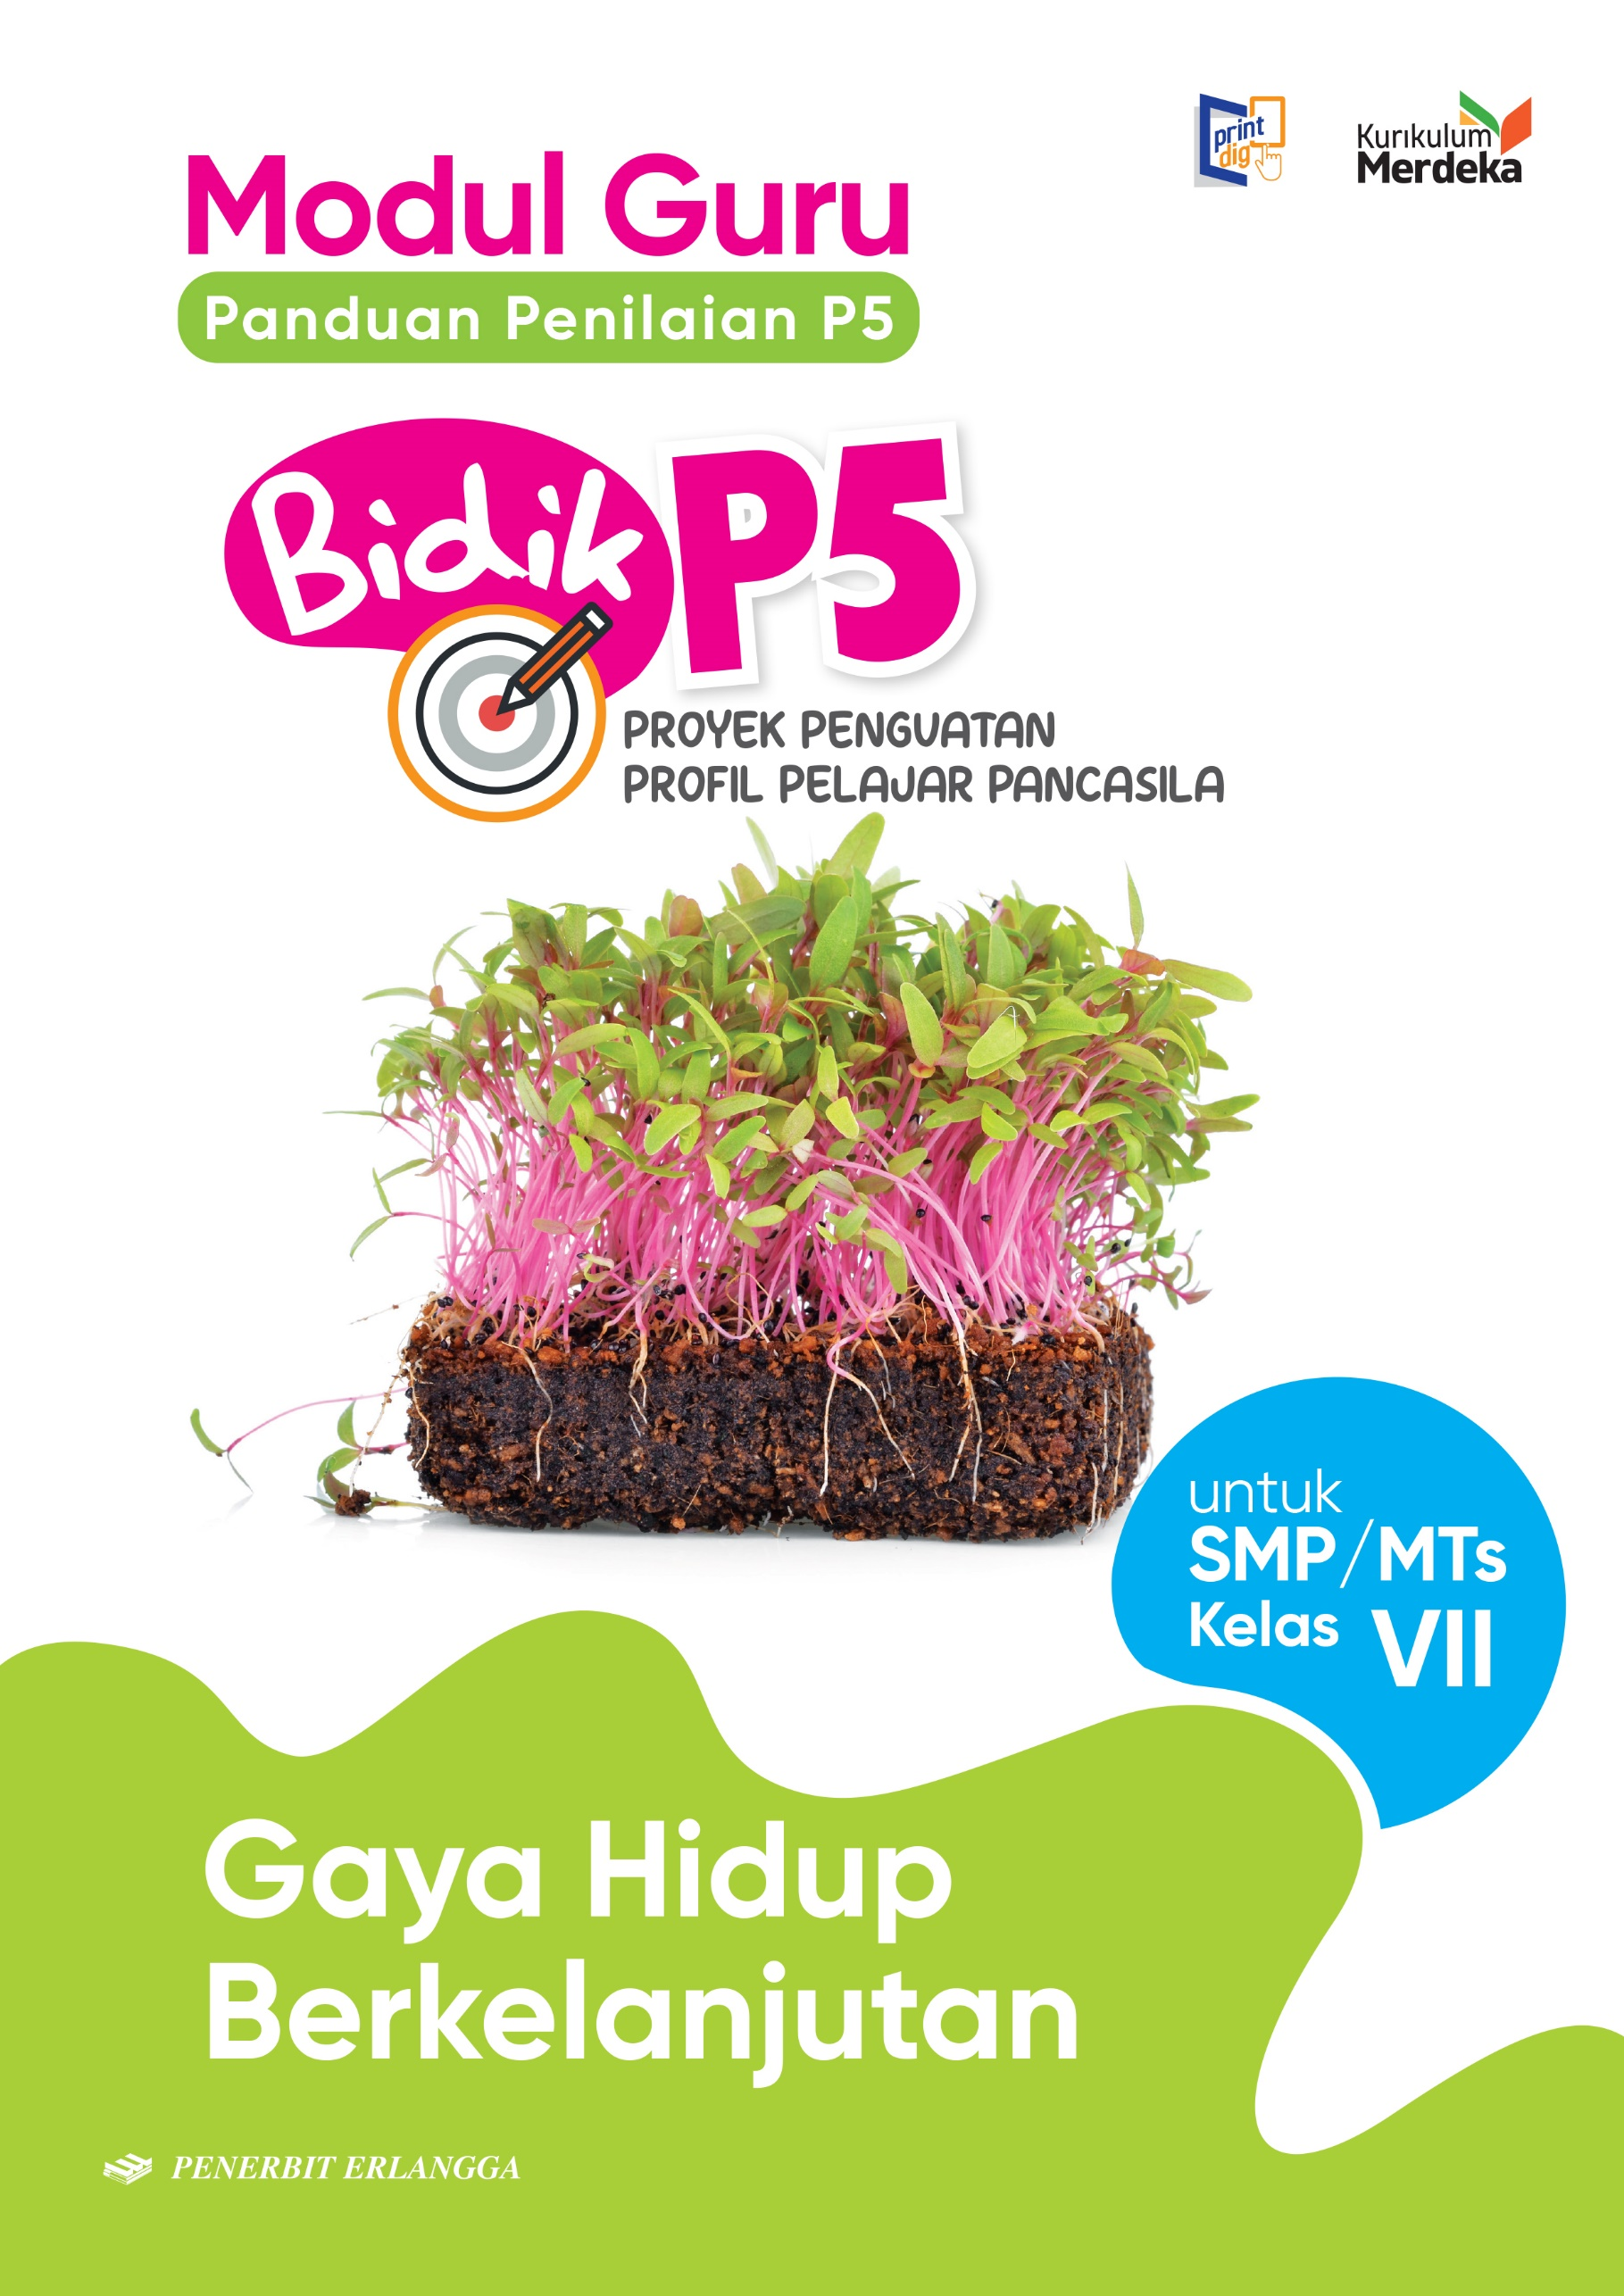 print
dig
Kurikulum
Merdeka
Modul Guru
Panduan Penilaian P5
Bidik P5
PROYEK PENGUATAN
PROFIL PELAJAR PANCASILA
untuk
SMP/MTs
Kelas VII
Gaya Hidup
Berkelanjutan
PENERBIT ERLANGGA